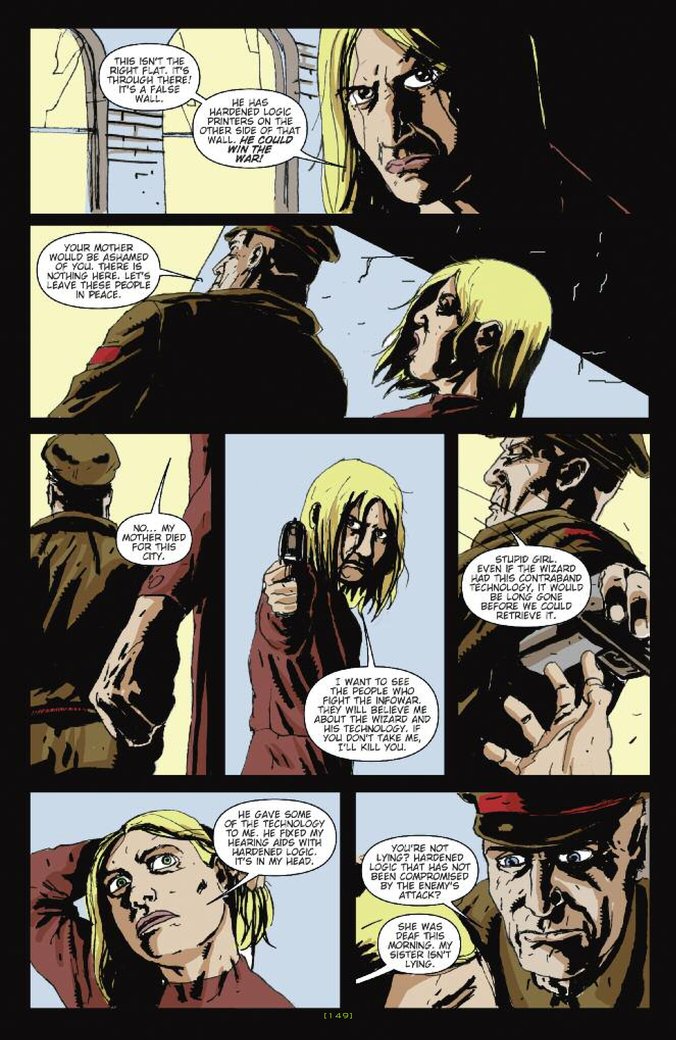 THIS ISN'T THE
RIGHT FLAT. IT'S
THROUGH THERE!
IT'S A FALSE
WALL.
HE HAS
HARDENED LOGIC
PRINTERS ON THE
OTHER SIDE OF THAT
WALL. HE COULD
WIN THE
WAR!
YOUR MOTHER
WOULD BE ASHAMED
OF YOU. THERE IS
NOTHING HERE. LET'S
LEAVE THESE PEOPLE
IN PEACE.
NO... MY
MOTHER DIED
FOR THIS
CITY.
I WANT TO SEE
THE PEOPLE WHO
FIGHT THE INFOWAR.
THEY WILL BELIEVE ME
ABOUT THE WIZARD AND
HIS TECHNOLOGY. IF
YOU DON'T TAKE ME,
I'LL KILL YOU.
STUPID GIRL.
EVEN IF THE WIZARD
HAD THIS CONTRABAND
TECHNOLOGY, IT WOULD
BE LONG GONE
BEFORE WE COULD
RETRIEVE IT.
HE GAVE SOME
OF THE TECHNOLOGY
TO ME. HE FIXED MY
HEARING AIDS WITH
HARDENED LOGIC.
IT'S IN MY HEAD.
YOU'RE NOT
LYING? HARDENED
LOGIC THAT HAS NOT
BEEN COMPROMISED
BY THE ENEMY'S
ATTACK?
SHE WAS
DEAF THIS
MORNING. MY
SISTER ISN'T
LYING.
[149]